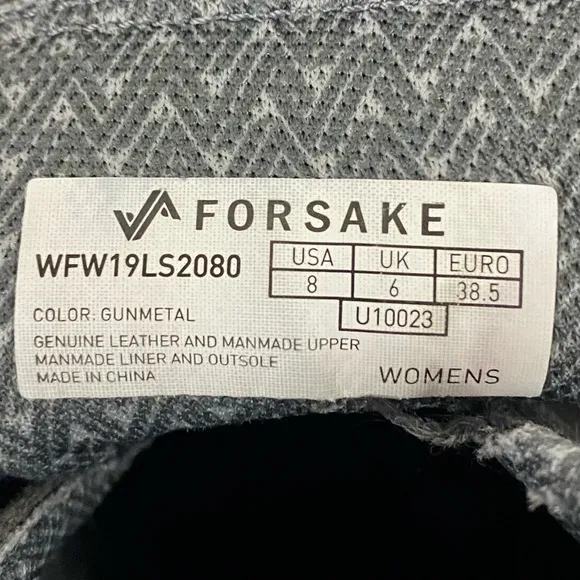 FORSAKE
WFW19LS2080
USA UK EURO
8 6 38.5
COLOR: GUNMETAL
U10023
GENUINE LEATHER AND MANMADE UPPER
MANMADE LINER AND OUTSOLE
MADE IN CHINA
WOMENS